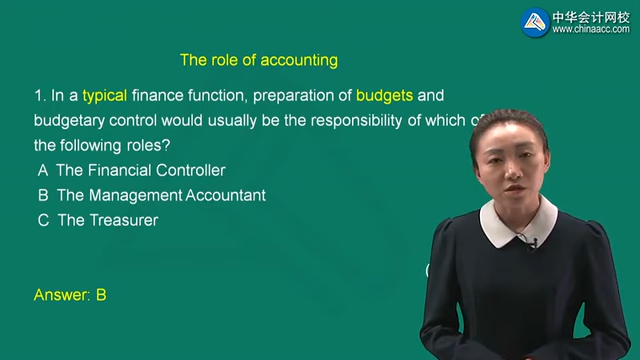 中华会计网校
www.chinaacc.com
The role of accounting
1. In a typical finance function, preparation of budgets and
budgetary control would usually be the responsibility of which of
the following roles?
A The Financial Controller
B The Management Accountant
C The Treasurer
(
Answer: B